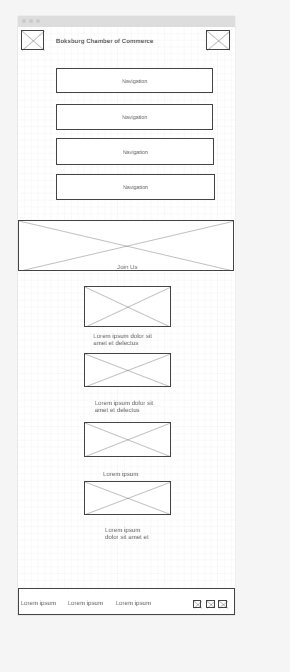 Boksburg Chamber of Commerce
Navigation
Navigation
Navigation
Navigation
Join Us
Lorem ipsum dolor sit
amet et delectus
Lorem ipsum dolor sit
amet et delectus
Lorem ipsum
Lorem ipsum
dolor sit amet et
Lorem ipsum Lorem ipsum Lorem ipsum